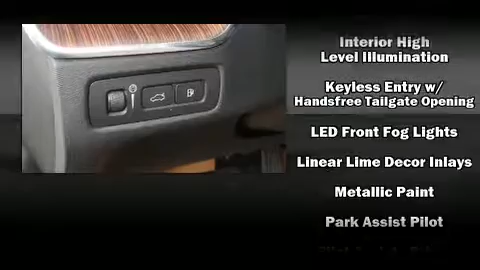 Interior High
Level Illumination
Keyless Entry w/
Handsfree Tailgate Opening
LED Front Fog Lights
Linear Lime Decor Inlays
Metallic Paint
Park Assist Pilot